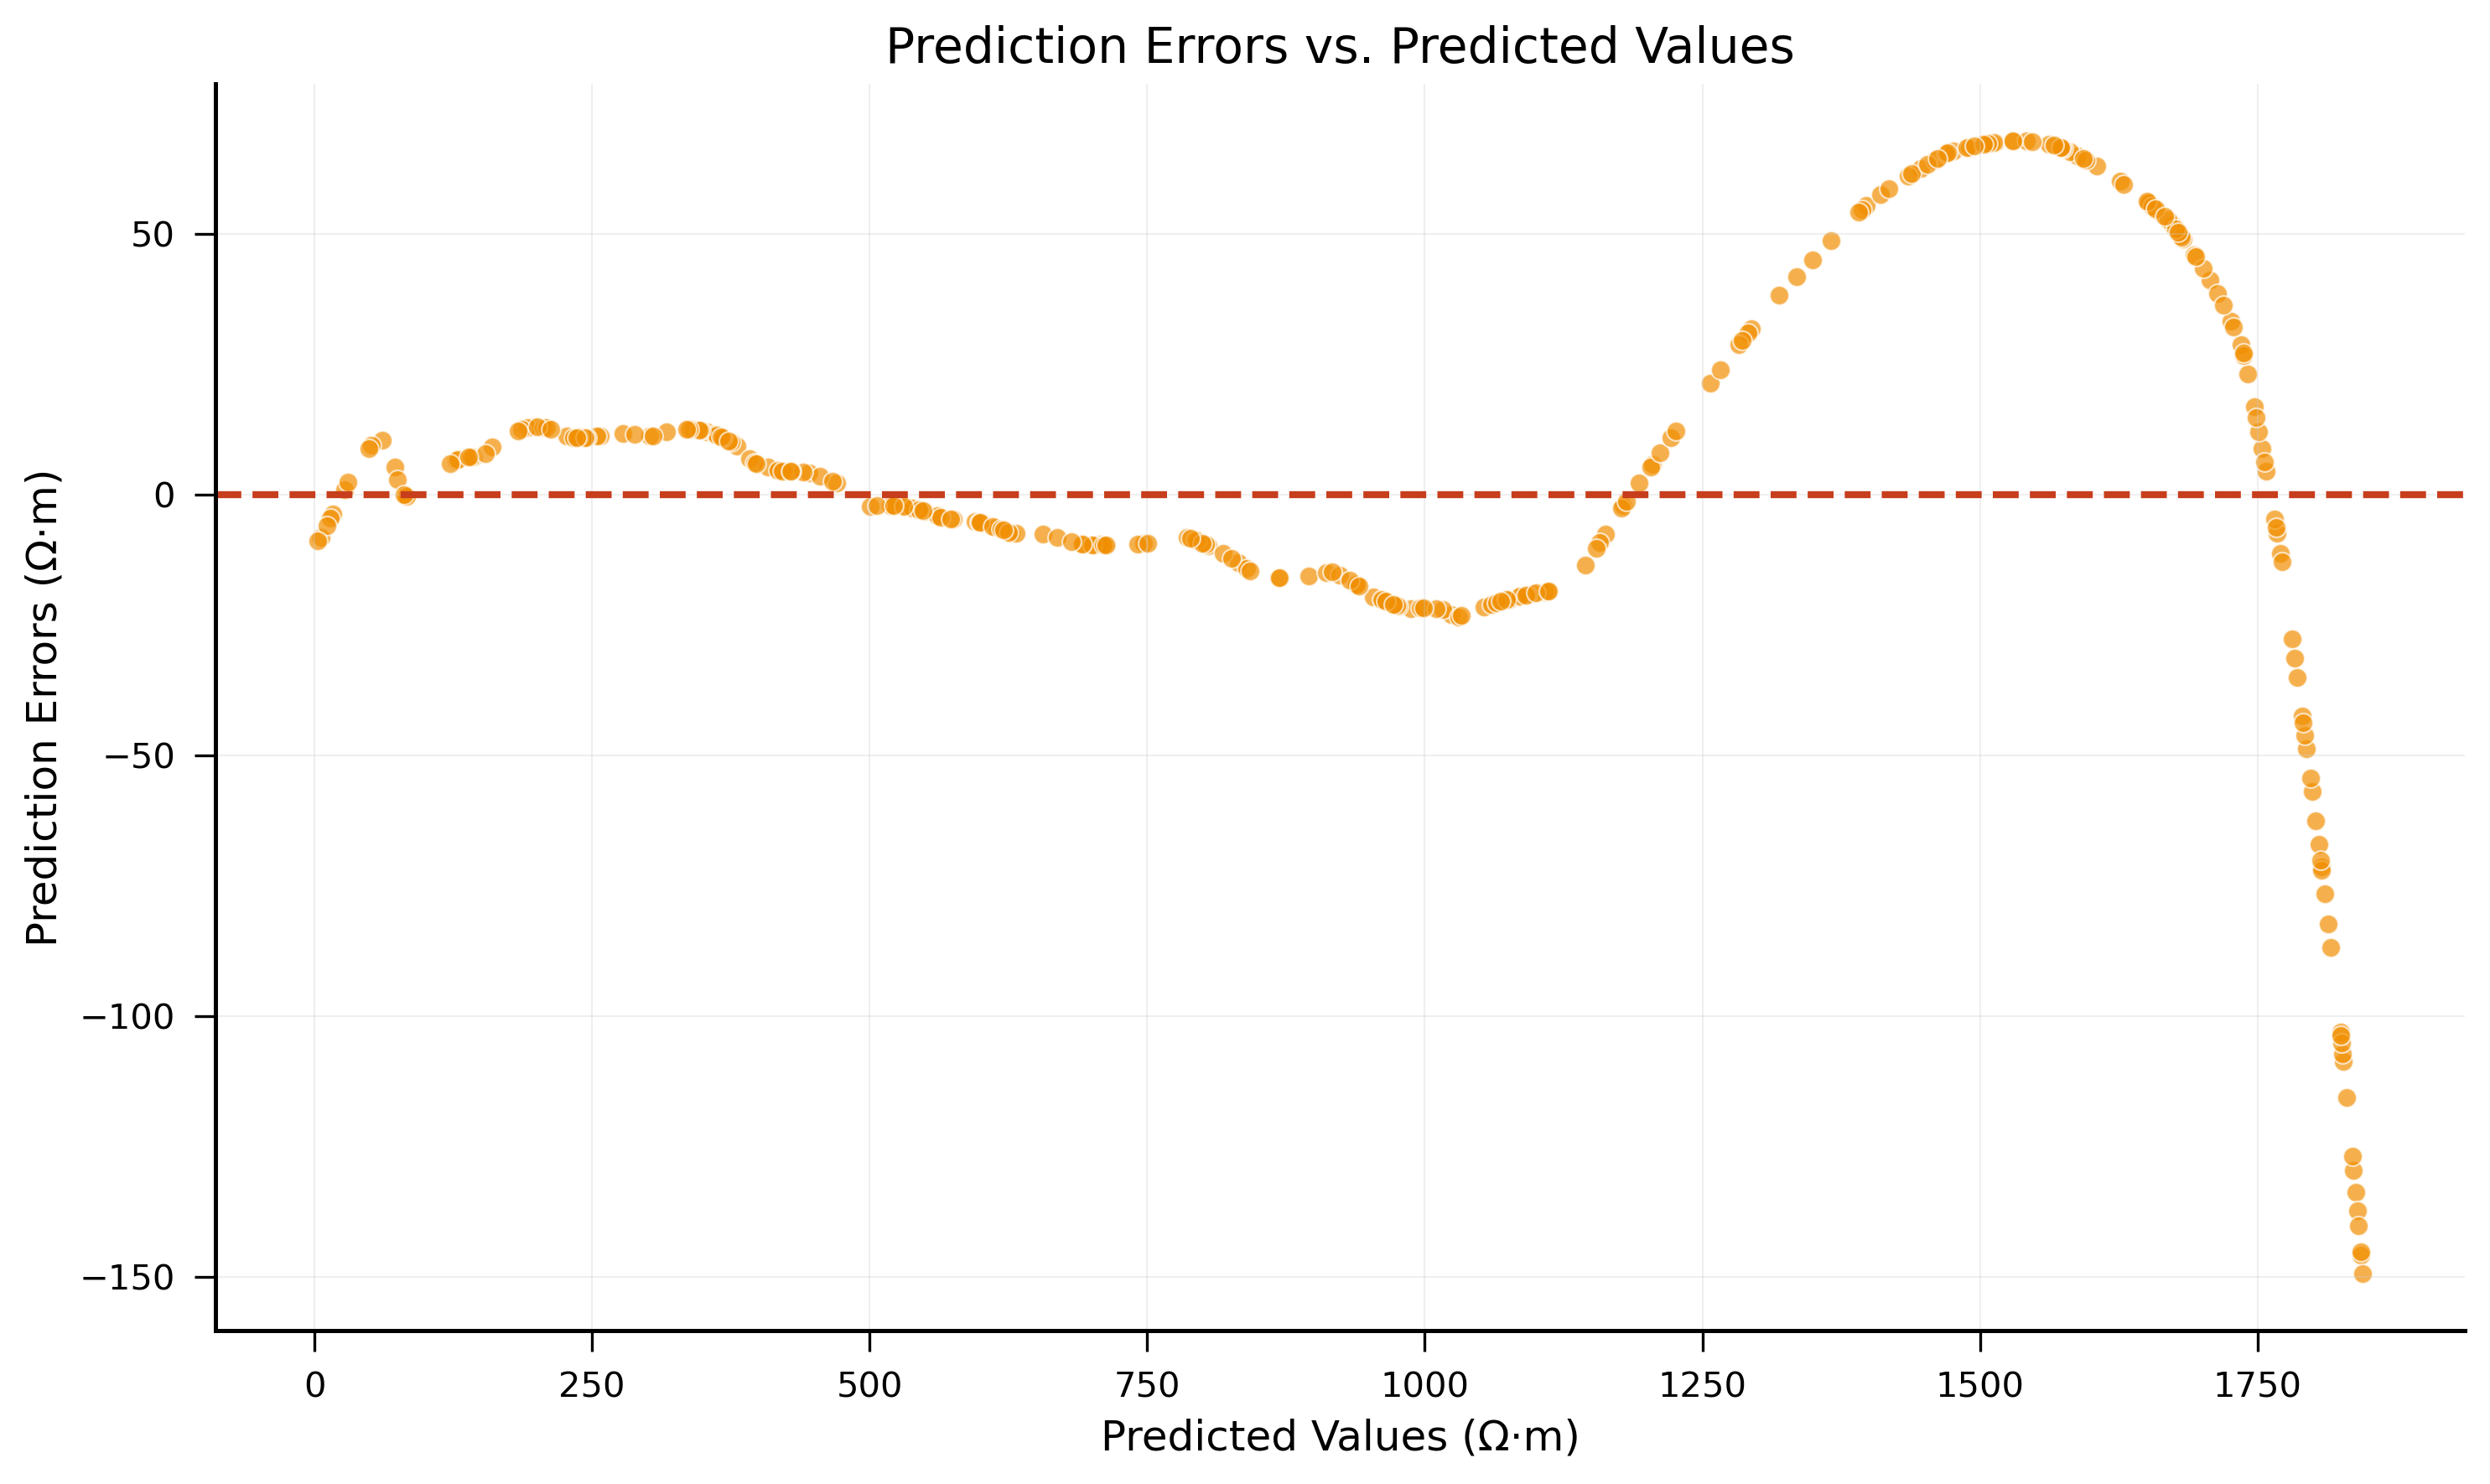 Prediction Errors vs. Predicted Values
Prediction Errors (Ω·m)
50
0
−50
−100
−150
0 250 500 750 1000 1250 1500 1750
Predicted Values (Ω·m)